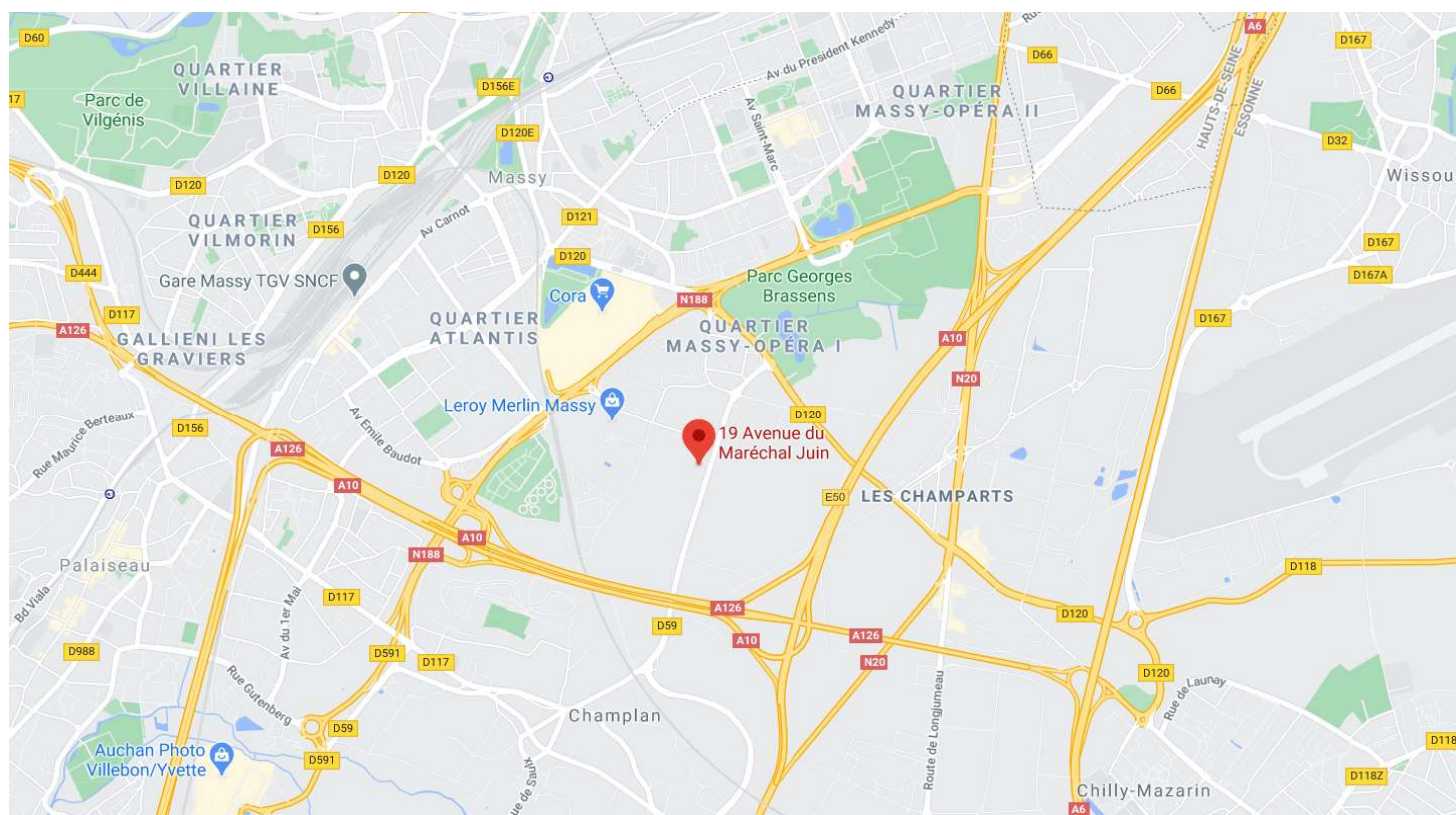 D60
A6
D167
QUARTIER
VILLAINE
D156E
Av du President Kennedy
D66
D66
17
Parc de
Vilgénis
QUARTIER
MASSY-OPÉRA II
HAUTS-DE-SEINE
ESSONNE
D120E
Av Saint-Marc
D32
D120
D120
Massy
Wissou
QUARTIER
VILMORIN
D156
Av Carnot
D121
D120
D167
D444
Gare Massy TGV SNCF
D167A
Parc Georges
Brassens
Cora
N188
D117
A126
QUARTIER
ATLANTIS
QUARTIER
MASSY-OPÉRA I
D167
GALLIENI LES
GRAVIERS
A10
N20
Leroy Merlin Massy
D120
Rue Maurice Berteaux
D156
Av Emile Baudot
19 Avenue du
Maréchal Juin
A126
A10
E50
LES CHAMPARTS
A10
N188
Palaiseau
D118
Bd Viala
D117
Av du 1er Mai
A126
D120
D59
A10
A126
D988
D591
D117
N20
D120
Rue Gutenberg
Route de Longjumeau
Rue de Launay
D59
Champlan
Auchan Photo
Villebon/Yvette
D591
ue de Saulx
D118
D118Z
Chilly-Mazarin
A6